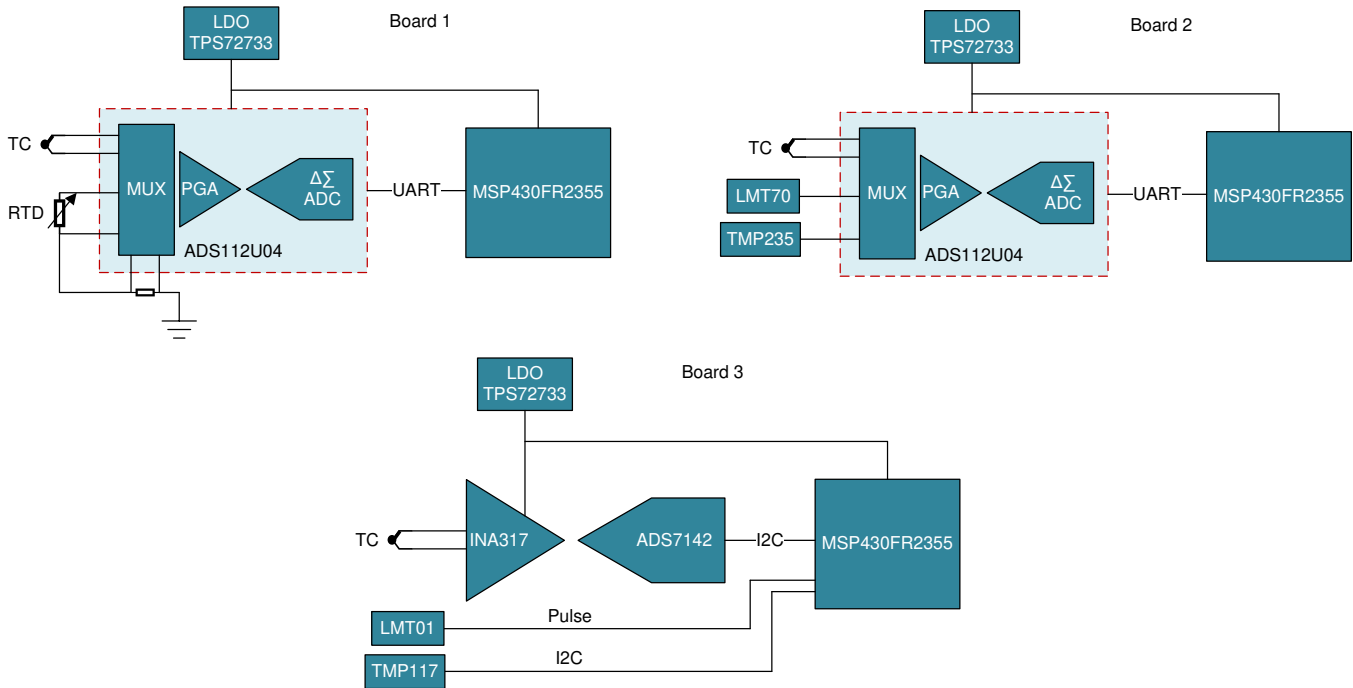 LDO
TPS72733
Board 1
TC
MUX
PGA
ΔΣ
ADC
UART
MSP430FR2355
RTD
ADS112U04
LDO
TPS72733
Board 2
TC
MUX
PGA
ΔΣ
ADC
UART
MSP430FR2355
LMT70
TMP235
ADS112U04
LDO
TPS72733
Board 3
TC
INA317
ADS7142
I2C
MSP430FR2355
LMT01
Pulse
TMP117
I2C